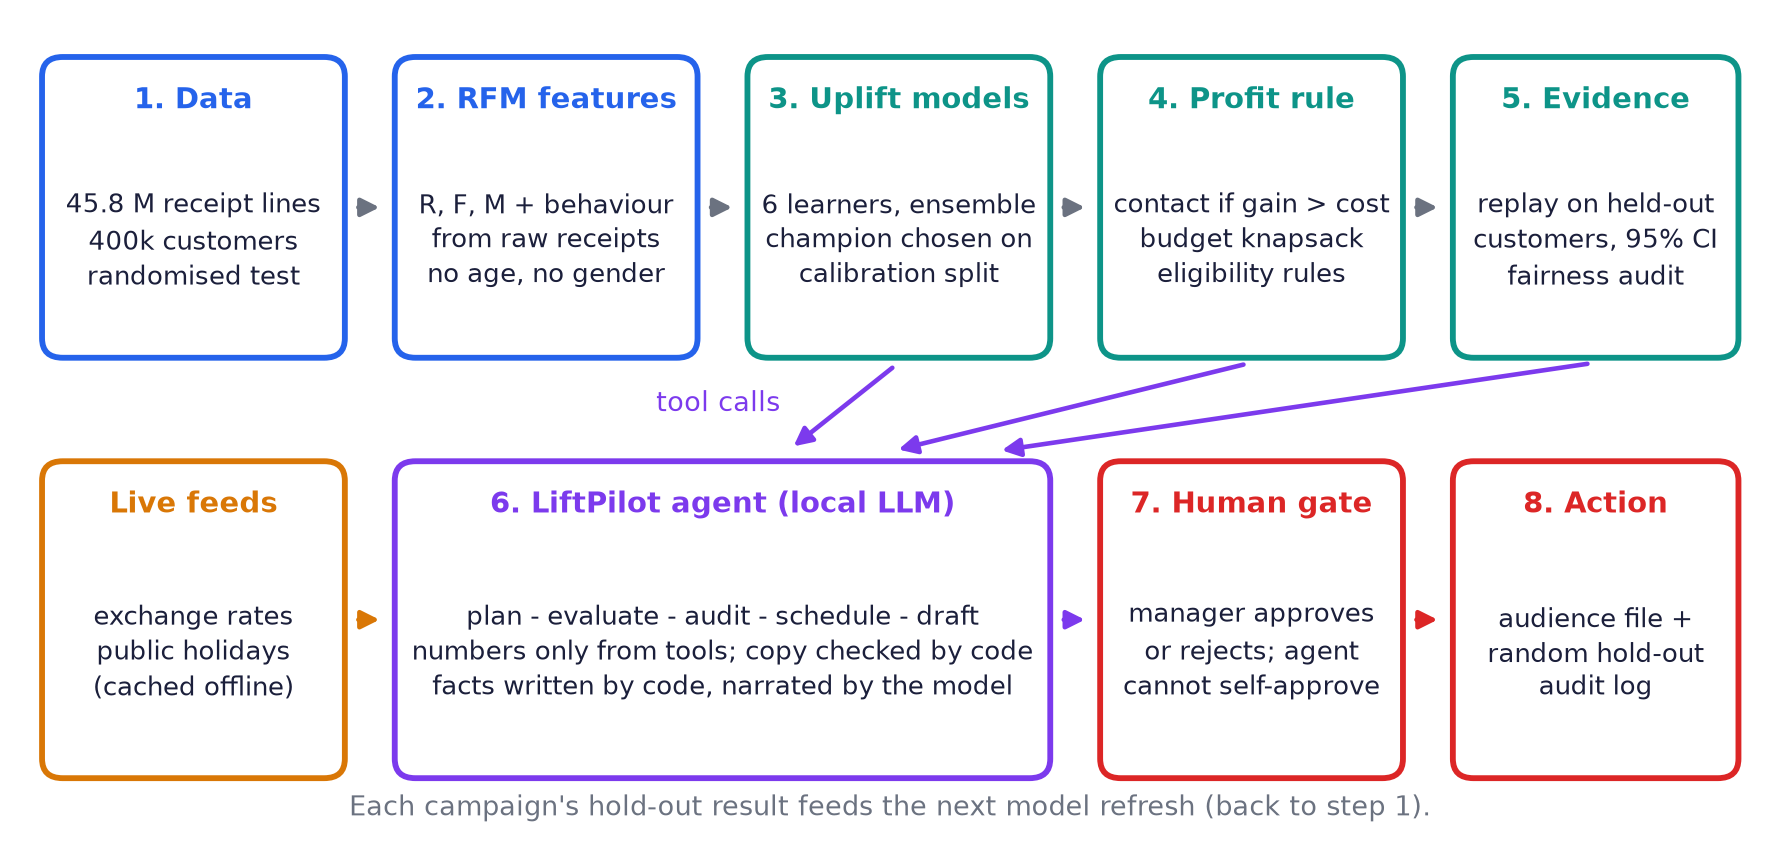 1. Data
45.8 M receipt lines
400k customers
randomised test
2. RFM features
R, F, M + behaviour
from raw receipts
no age, no gender
3. Uplift models
6 learners, ensemble
champion chosen on
calibration split
4. Profit rule
contact if gain > cost
budget knapsack
eligibility rules
5. Evidence
replay on held-out
customers, 95% CI
fairness audit
tool calls
Live feeds
exchange rates
public holidays
(cached offline)
6. LiftPilot agent (local LLM)
plan - evaluate - audit - schedule - draft
numbers only from tools; copy checked by code
facts written by code, narrated by the model
7. Human gate
manager approves
or rejects; agent
cannot self-approve
8. Action
audience file +
random hold-out
audit log
Each campaign's hold-out result feeds the next model refresh (back to step 1).